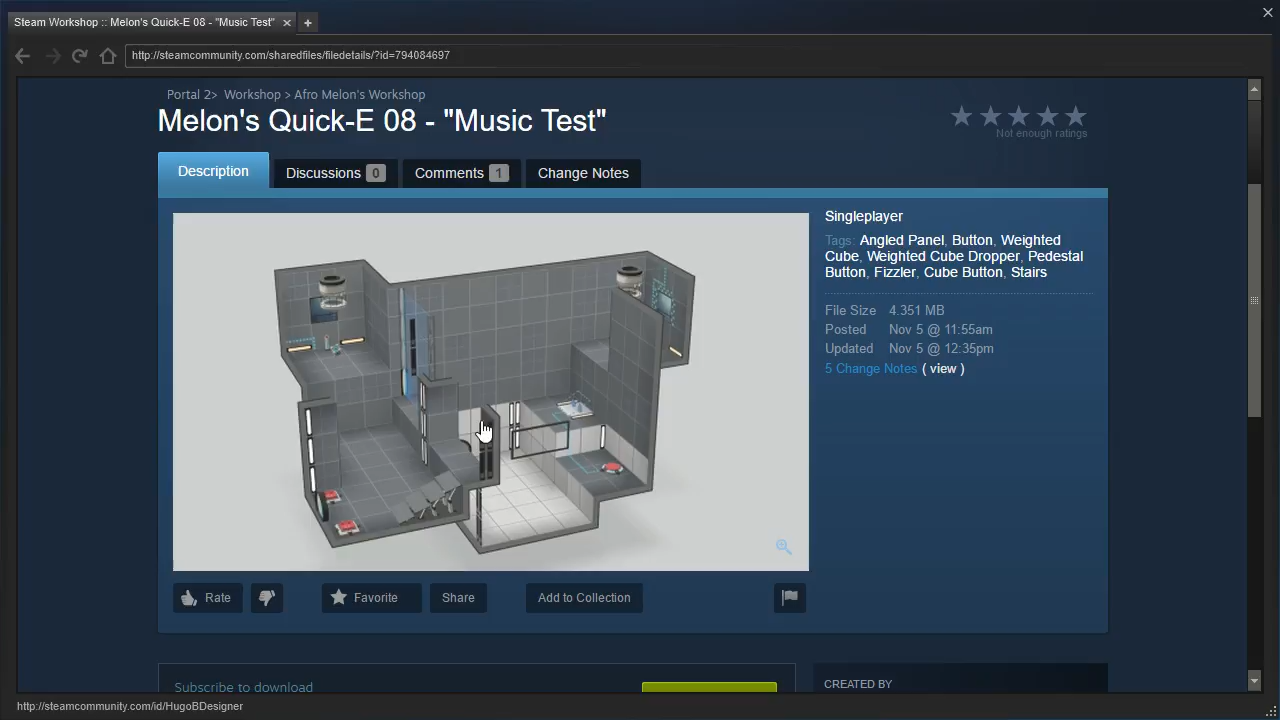 Steam Workshop :: Melon's Quick-E 08 - "Music Test"
http://steamcommunity.com/sharedfiles/filedetails/?id=794084697
Portal 2> Workshop > Afro Melon's Workshop
Melon's Quick-E 08 - "Music Test"
Not enough ratings
Description
Discussions 0
Comments 1
Change Notes
Singleplayer
Tags: Angled Panel, Button, Weighted
Cube, Weighted Cube Dropper, Pedestal
Button, Fizzler, Cube Button, Stairs
File Size 4.351 MB
Posted Nov 5 @ 11:55am
Updated Nov 5 @ 12:35pm
5 Change Notes ( view )
Rate
Favorite
Share
Add to Collection
Subscribe to download
CREATED BY
http://steamcommunity.com/id/HugoBDesigner